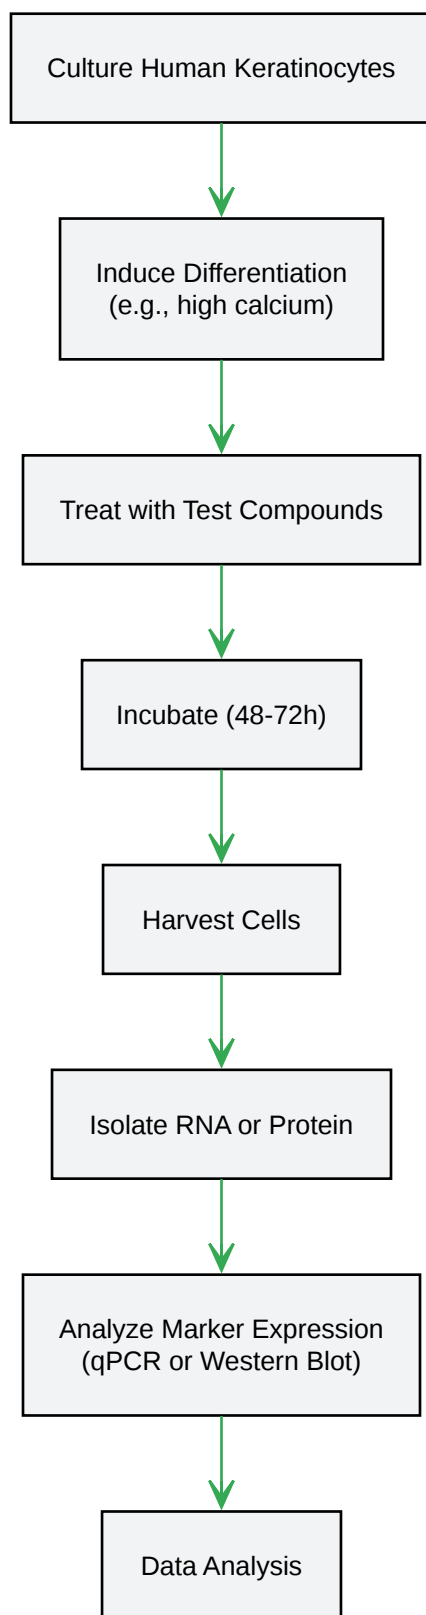 Culture Human Keratinocytes
Induce Differentiation
(e.g., high calcium)
Treat with Test Compounds
Incubate (48-72h)
Harvest Cells
Isolate RNA or Protein
Analyze Marker Expression
(qPCR or Western Blot)
Data Analysis